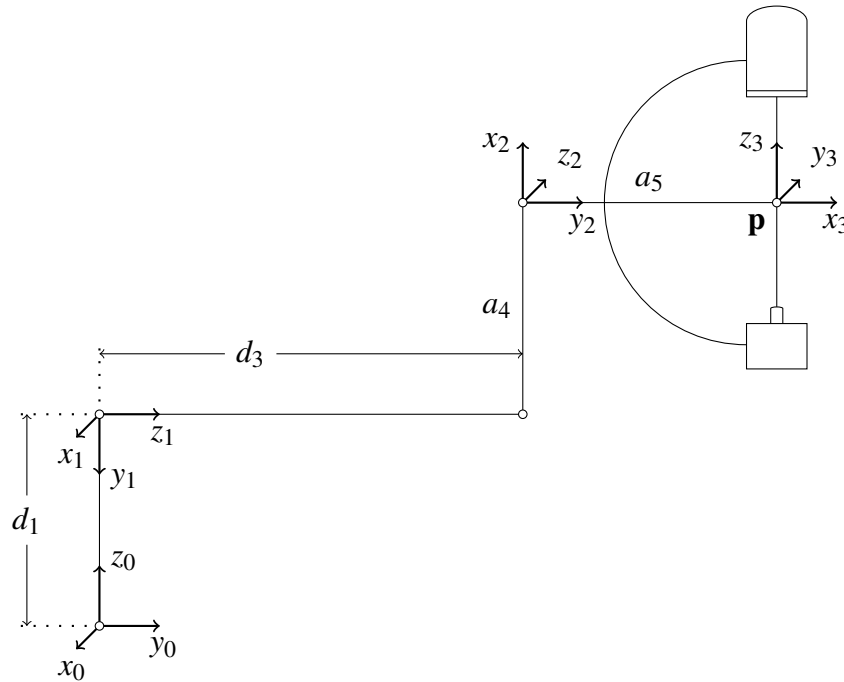 x₂
z₂
y₂
a₅
z₃
y₃
p
x₃
a₄
d₃
x₁
z₁
y₁
d₁
z₀
x₀
y₀